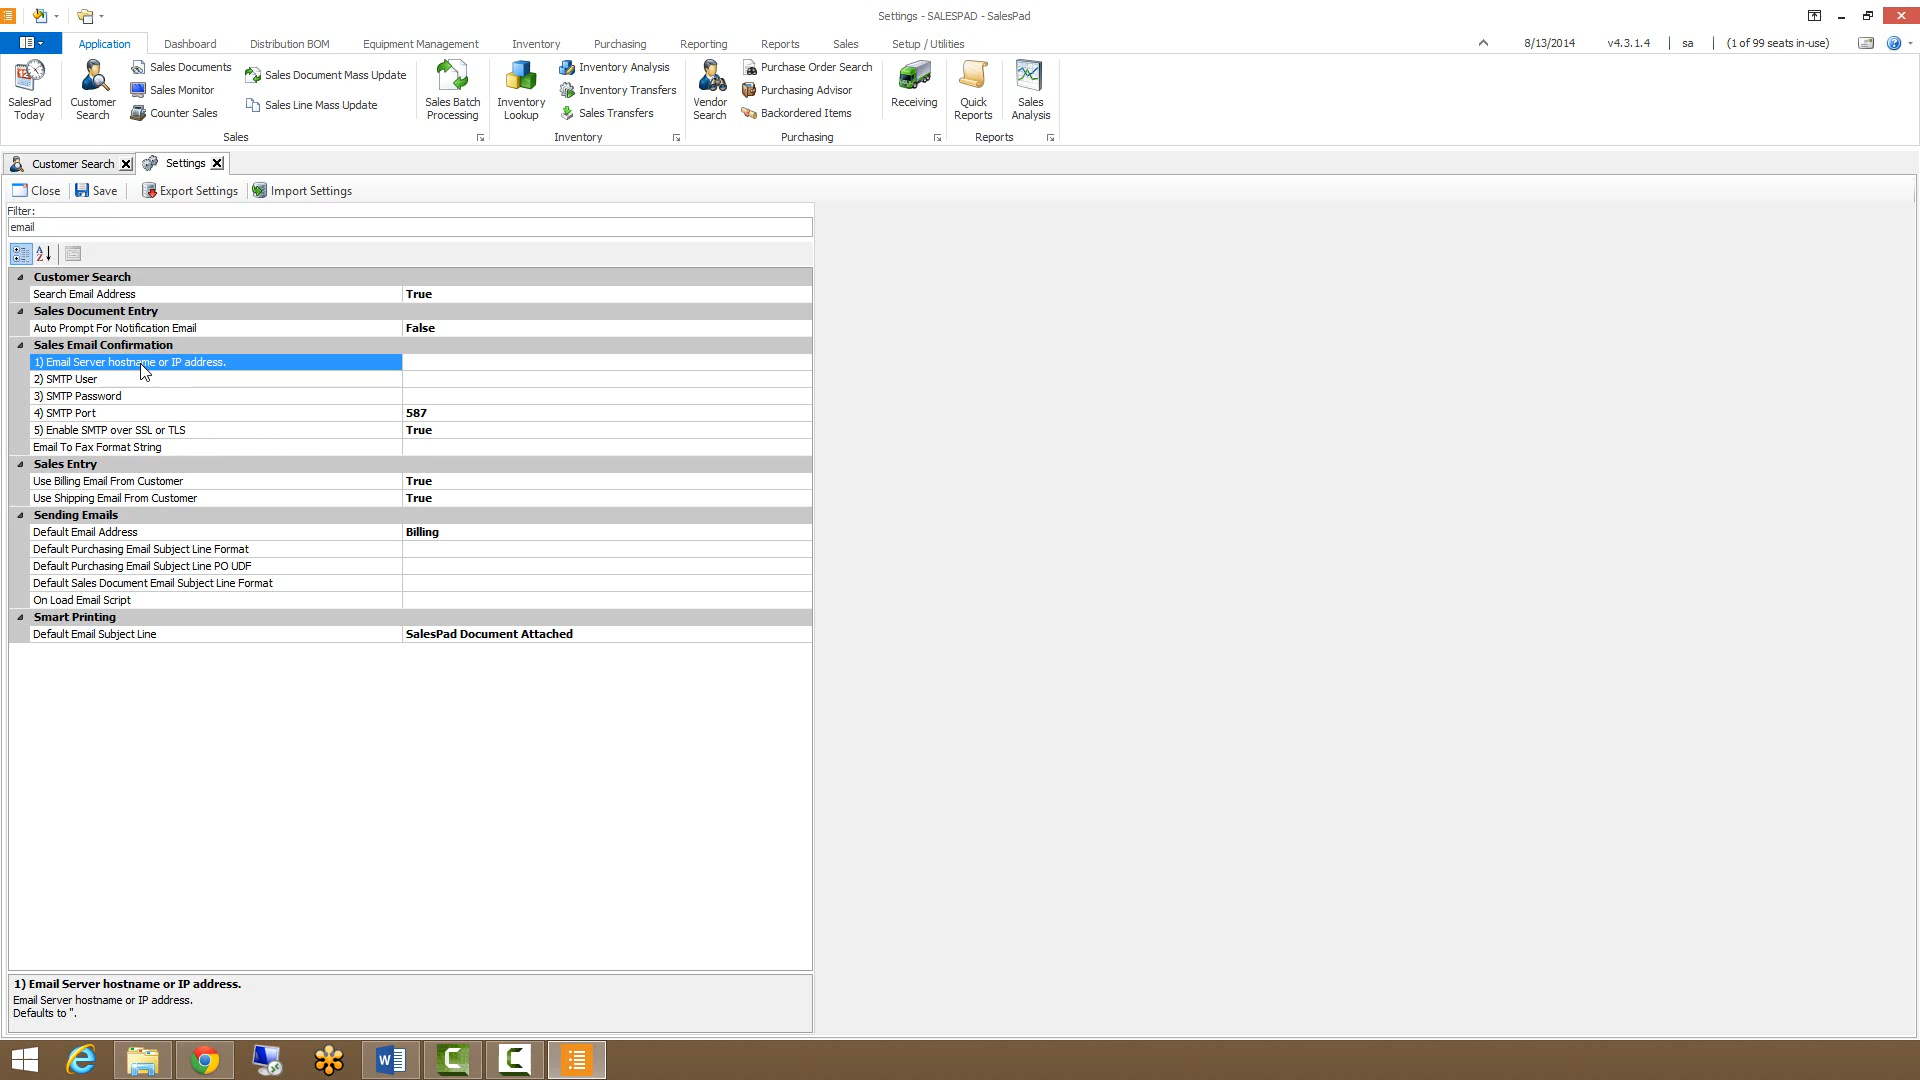 Settings - SALESPAD - SalesPad
Application Dashboard Distribution BOM Equipment Management Inventory Purchasing Reporting Reports Sales Setup / Utilities 8/13/2014 v4.3.1.4 sa (1 of 99 seats in-use)
SalesPad Today
Customer Search
Sales Documents
Sales Monitor
Counter Sales
Sales Document Mass Update
Sales Line Mass Update
Sales Batch Processing
Inventory Lookup
Inventory Analysis
Inventory Transfers
Sales Transfers
Vendor Search
Purchase Order Search
Purchasing Advisor
Backordered Items
Receiving
Quick Reports
Sales Analysis
Sales Inventory Purchasing Reports
Customer Search Settings
Close Save Export Settings Import Settings
Filter:
email
Customer Search
Search Email Address True
Sales Document Entry
Auto Prompt For Notification Email False
Sales Email Confirmation
1) Email Server hostname or IP address.
2) SMTP User
3) SMTP Password
4) SMTP Port 587
5) Enable SMTP over SSL or TLS True
Email To Fax Format String
Sales Entry
Use Billing Email From Customer True
Use Shipping Email From Customer True
Sending Emails
Default Email Address Billing
Default Purchasing Email Subject Line Format
Default Purchasing Email Subject Line PO UDF
Default Sales Document Email Subject Line Format
On Load Email Script
Smart Printing
Default Email Subject Line SalesPad Document Attached
1) Email Server hostname or IP address.
Email Server hostname or IP address.
Defaults to ''.